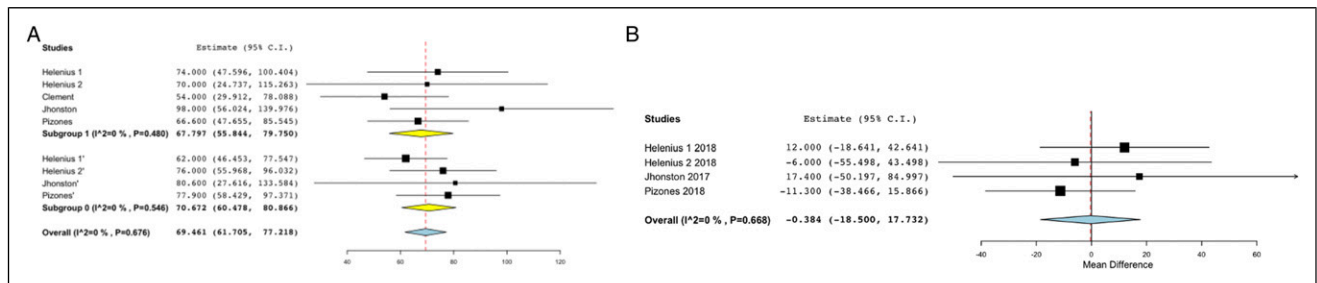 A
Studies Estimate (95% C.I.)
Helenius 1 74.000 (47.596, 100.404)
Helenius 2 70.000 (24.737, 115.263)
Clement 54.000 (29.912, 78.088)
Jhonston 98.000 (56.024, 139.976)
Pizones 66.600 (47.655, 85.545)
Subgroup 1 (I^2=0 % , P=0.480) 67.797 (55.844, 79.750)
Helenius 1' 62.000 (46.453, 77.547)
Helenius 2' 76.000 (55.968, 96.032)
Jhonston' 80.600 (27.616, 133.584)
Pizones' 77.900 (58.429, 97.371)
Subgroup 0 (I^2=0 % , P=0.546) 70.672 (60.478, 80.866)
Overall (I^2=0 % , P=0.676) 69.461 (61.705, 77.218)
40 60 80 100 120
B
Studies Estimate (95% C.I.)
Helenius 1 2018 12.000 (-18.641, 42.641)
Helenius 2 2018 -6.000 (-55.498, 43.498)
Jhonston 2017 17.400 (-50.197, 84.997)
Pizones 2018 -11.300 (-38.466, 15.866)
Overall (I^2=0 % , P=0.668) -0.384 (-18.500, 17.732)
-40 -20 0 20 40 60
Mean Difference